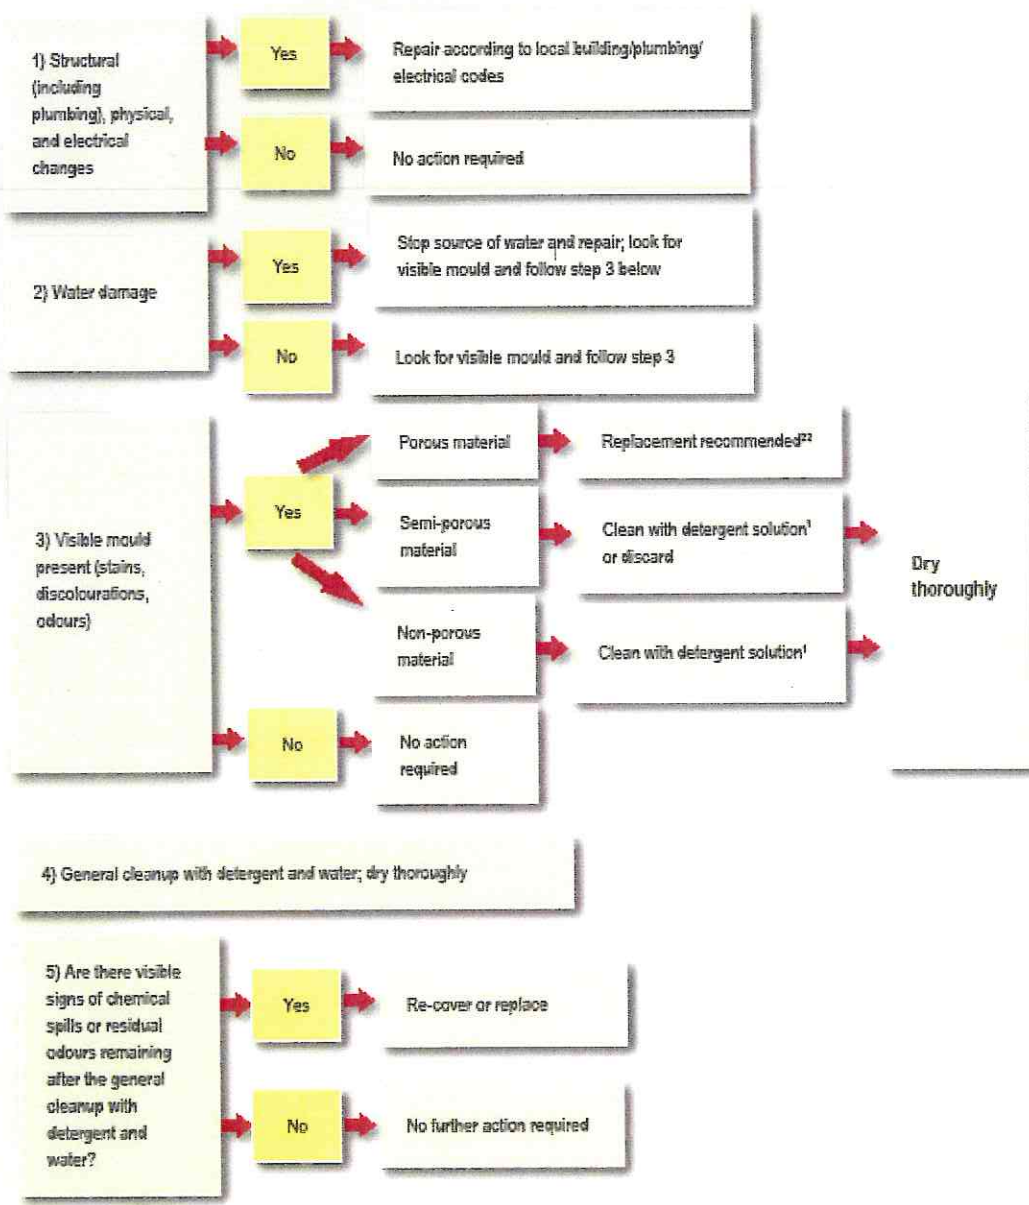 1) Structural
(including
plumbing), physical,
and electrical
changes
Yes
Repair according to local building/plumbing/
electrical codes
No
No action required
2) Water damage
Yes
Stop source of water and repair; look for
visible mould and follow step 3 below
No
Look for visible mould and follow step 3
3) Visible mould
present (stains,
discolourations,
odours)
Yes
Porous material
Replacement recommended²²
Semi-porous
material
Clean with detergent solution¹
or discard
Non-porous
material
Clean with detergent solution¹
Dry
thoroughly
No
No action
required
4) General cleanup with detergent and water; dry thoroughly
5) Are there visible
signs of chemical
spills or residual
odours remaining
after the general
cleanup with
detergent and
water?
Yes
Re-cover or replace
No
No further action required